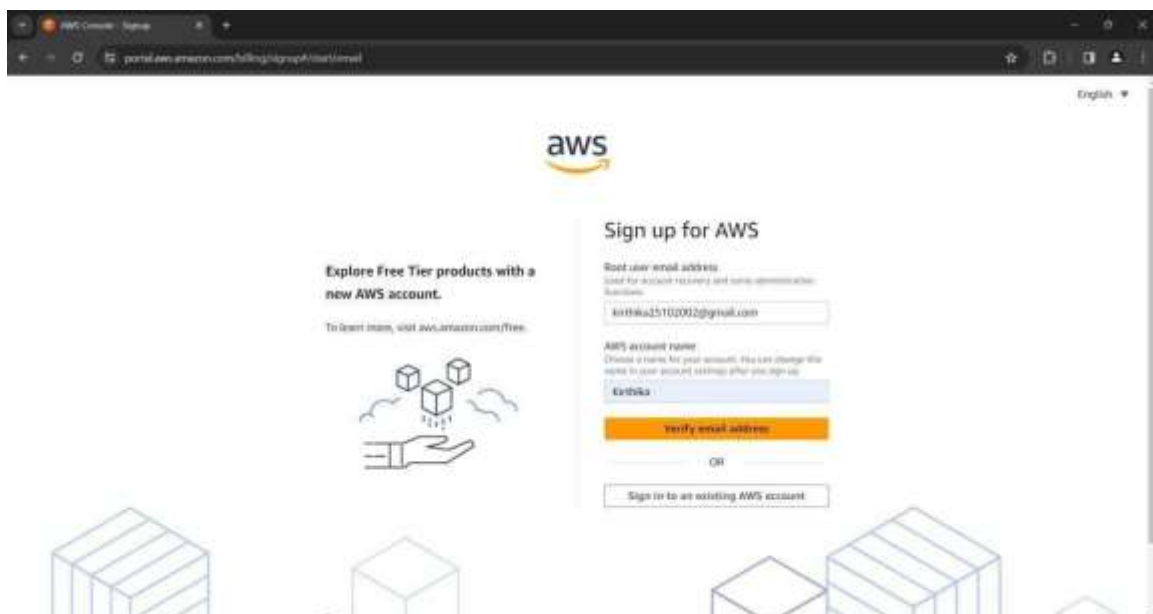 AWS Console - Signup
portal.aws.amazon.com/billing/signup#/start/email
English
aws
Sign up for AWS
Explore Free Tier products with a
new AWS account.
To learn more, visit aws.amazon.com/free.
Root user email address
Used for account recovery and some administrative
functions
kirthika25102002@gmail.com
AWS account name
Choose a name for your account. You can change this
name in your account settings after you sign up.
Kirthika
Verify email address
OR
Sign in to an existing AWS account